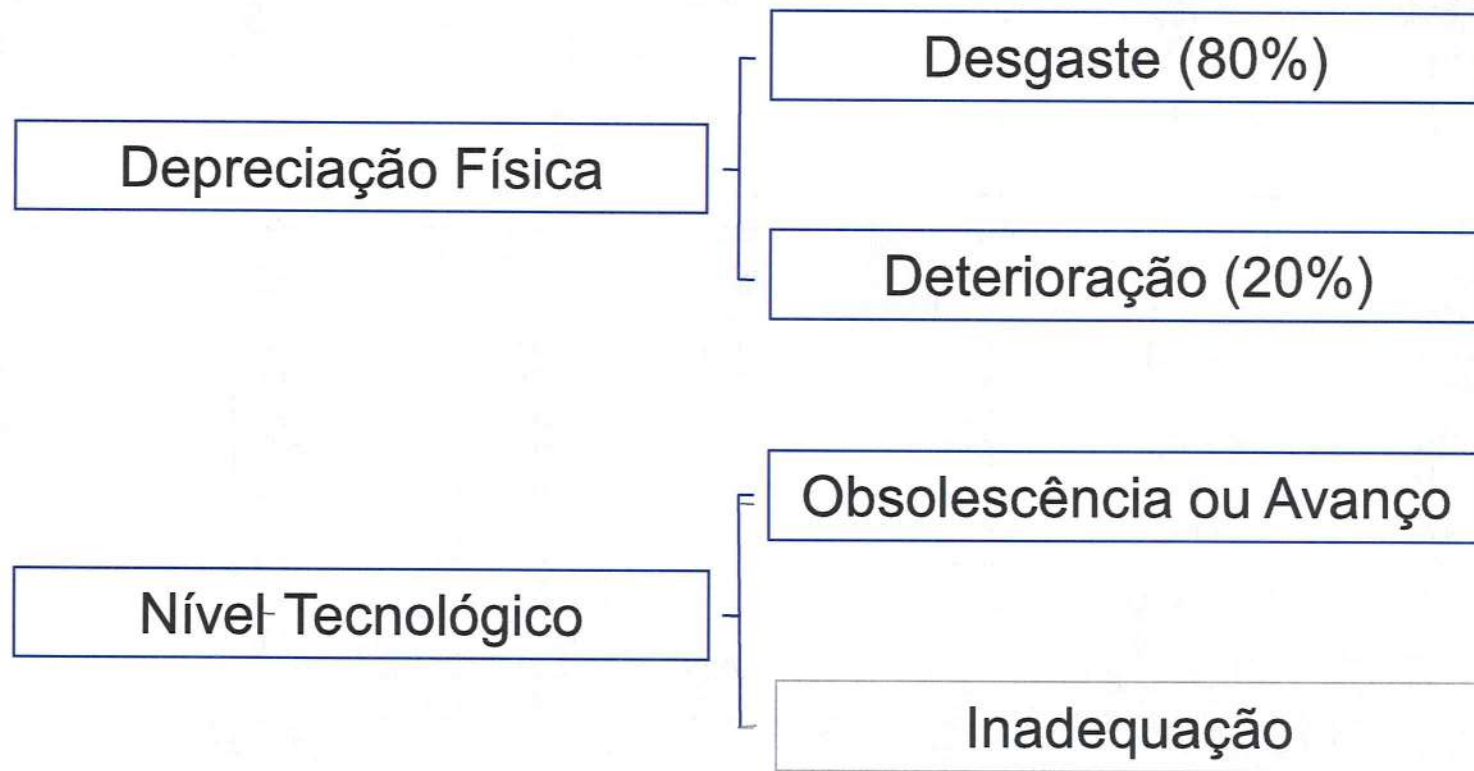 Desgaste (80%)
Depreciação Física
Deterioração (20%)
Obsolescência ou Avanço
Nível Tecnológico
Inadequação